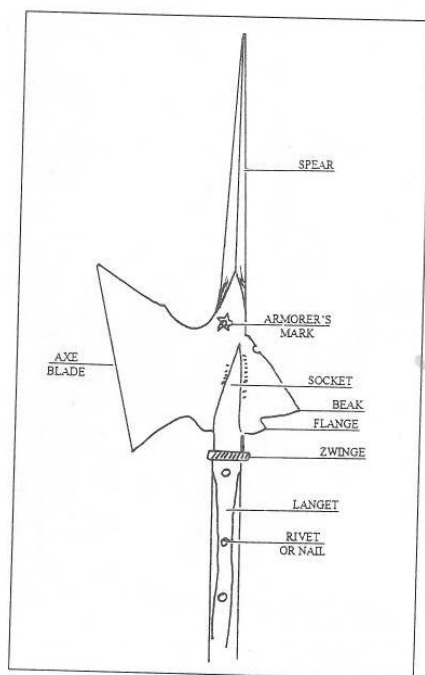 SPEAR
ARMORER'S
MARK
AXE
BLADE
SOCKET
BEAK
FLANGE
ZWINGE
LANGET
RIVET
OR NAIL